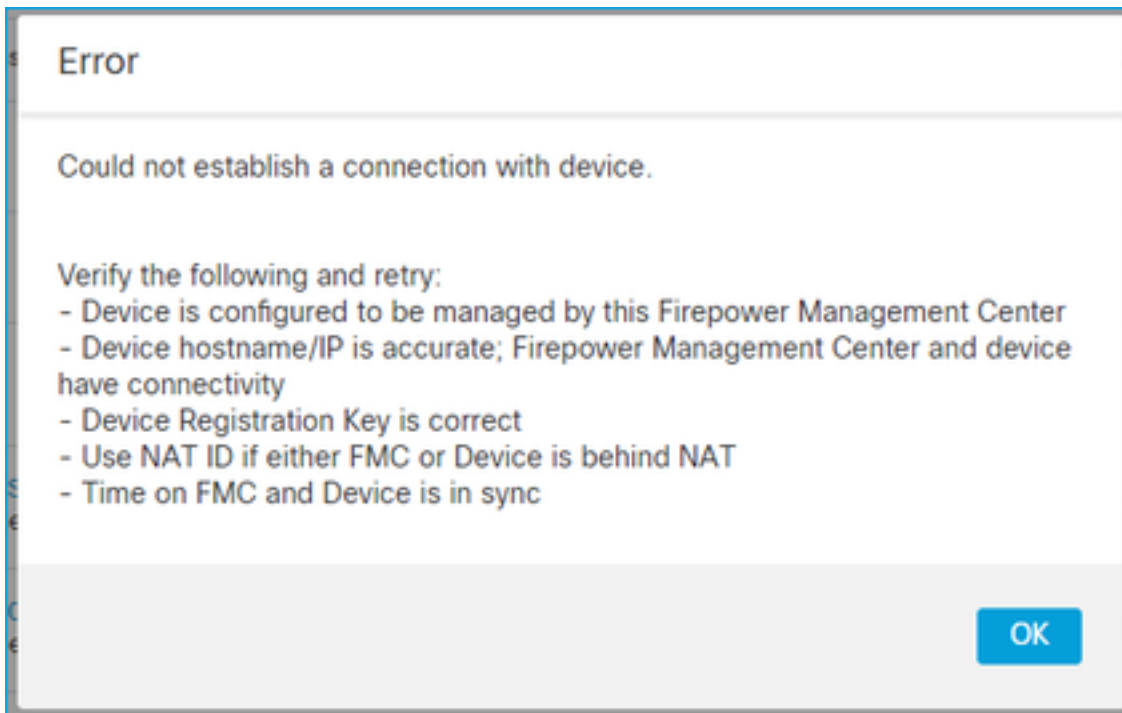 Error
Could not establish a connection with device.
Verify the following and retry:
- Device is configured to be managed by this Firepower Management Center
- Device hostname/IP is accurate; Firepower Management Center and device
have connectivity
- Device Registration Key is correct
- Use NAT ID if either FMC or Device is behind NAT
- Time on FMC and Device is in sync
OK